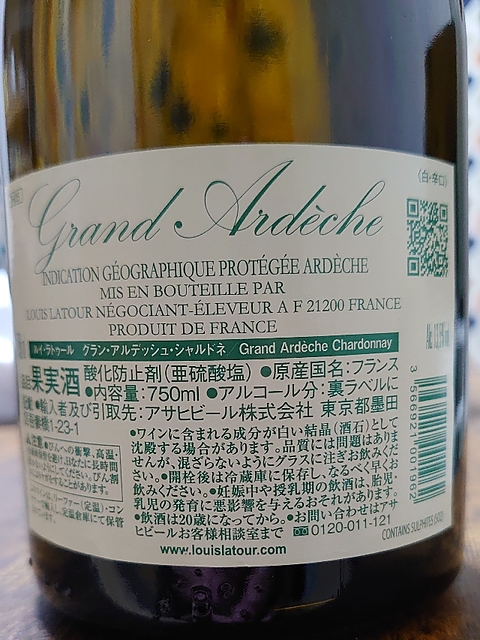 《白・辛口》
Grand Ardèche
INDICATION GÉOGRAPHIQUE PROTÉGÉE ARDÈCHE
MIS EN BOUTEILLE PAR
LOUIS LATOUR NÉGOCIANT-ÉLEVEUR A F 21200 FRANCE
PRODUIT DE FRANCE
Alc. 13.5% vol
ルイ・ラトゥール グラン・アルデッシュ・シャルドネ Grand Ardèche Chardonnay
果実酒 酸化防止剤(亜硫酸塩) ●原産国名:フランス
●内容量:750ml ●アルコール分:裏ラベルに
●輸入者及び引取先:アサヒビール株式会社 東京都墨田
1-23-1
●ワインに含まれる成分が白い結晶(酒石)として
沈殿する場合があります。品質には問題はありま
せんが、混ざらないようにグラスに注ぎお飲みくだ
さい。●開栓後は冷蔵庫に保存し、なるべく早くお
飲みください。●妊娠中や授乳期の飲酒は、胎児・
乳児の発育に悪影響を与えるおそれがあります。
●飲酒は20歳になってから。●お問い合わせはアサ
ヒビールお客様相談室まで 0120-011-121
注意 ●びんへの衝撃、高温・
3 566921 001962
CONTAINS SULPHITES (SO2)
www.louislatour.com